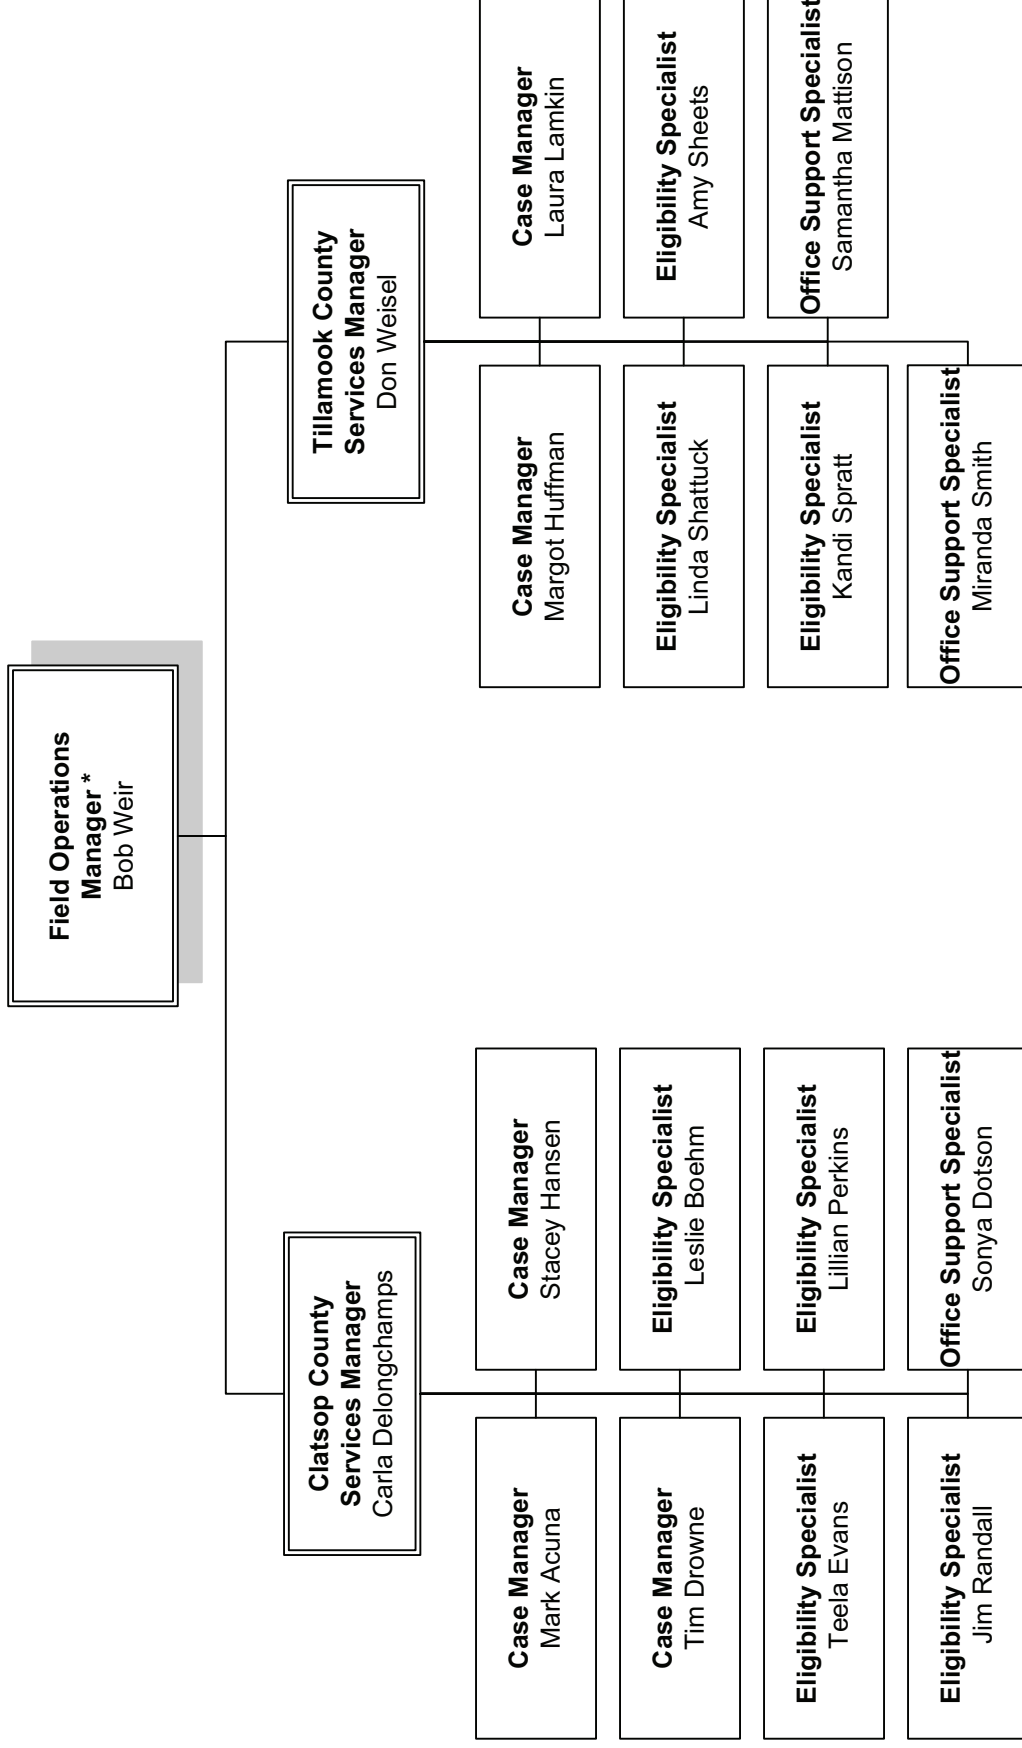 Field Operations
Manager *
Bob Weir
Clatsop County
Services Manager
Carla Delongchamps
Case Manager
Mark Acuna
Case Manager
Stacey Hansen
Case Manager
Tim Drowne
Eligibility Specialist
Leslie Boehm
Eligibility Specialist
Teela Evans
Eligibility Specialist
Lillian Perkins
Eligibility Specialist
Jim Randall
Office Support Specialist
Sonya Dotson
Tillamook County
Services Manager
Don Weisel
Case Manager
Margot Huffman
Case Manager
Laura Lamkin
Eligibility Specialist
Linda Shattuck
Eligibility Specialist
Amy Sheets
Eligibility Specialist
Kandi Spratt
Office Support Specialist
Samantha Mattison
Office Support Specialist
Miranda Smith